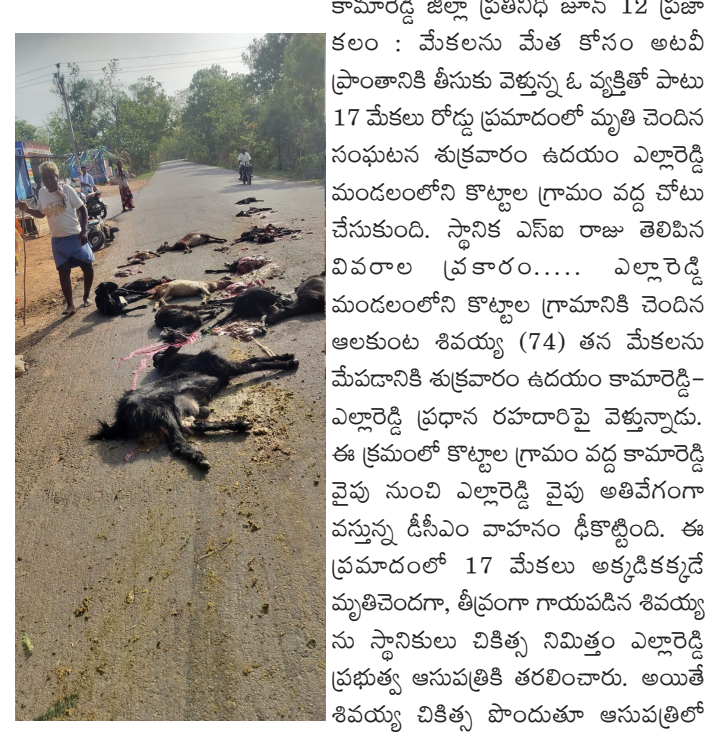 కామారెడ్డి జిల్లా ప్రతినిధి జూన్ 12 ప్రజా
కలం : మేకలను మేత కోసం అటవీ
ప్రాంతానికి తీసుకు వెళ్తున్న ఓ వ్యక్తితో పాటు
17 మేకలు రోడ్డు ప్రమాదంలో మృతి చెందిన
సంఘటన శుక్రవారం ఉదయం ఎల్లారెడ్డి
మండలంలోని కొట్టాల గ్రామం వద్ద చోటు
చేసుకుంది. స్థానిక ఎస్ఐ రాజు తెలిపిన
వివరాల ప్రకారం..... ఎల్లారెడ్డి
మండలంలోని కొట్టాల గ్రామానికి చెందిన
ఆలకుంట శివయ్య (74) తన మేకలను
మేపడానికి శుక్రవారం ఉదయం కామారెడ్డి-
ఎల్లారెడ్డి ప్రధాన రహదారిపై వెళ్తున్నాడు.
ఈ క్రమంలో కొట్టాల గ్రామం వద్ద కామారెడ్డి
వైపు నుంచి ఎల్లారెడ్డి వైపు అతివేగంగా
వస్తున్న డీసీఎం వాహనం ఢీకొట్టింది. ఈ
ప్రమాదంలో 17 మేకలు అక్కడికక్కడే
మృతిచెందగా, తీవ్రంగా గాయపడిన శివయ్య
ను స్థానికులు చికిత్స నిమిత్తం ఎల్లారెడ్డి
ప్రభుత్వ ఆసుపత్రికి తరలించారు. అయితే
శివయ్య చికిత్స పొందుతూ ఆసుపత్రిలో